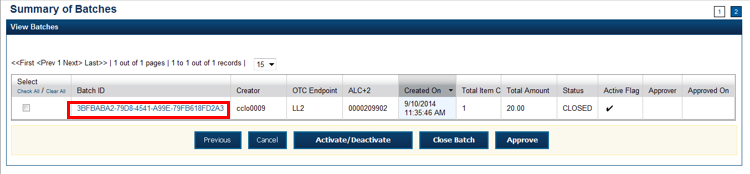 Summary of Batches
1 2
View Batches
<<First <Prev 1 Next> Last>> | 1 out of 1 pages | 1 to 1 out of 1 records | 15
Select
Check All / Clear All Batch ID Creator OTC Endpoint ALC+2 Created On Total Item C Total Amount Status Active Flag Approver Approved On
3BFBABA2-79D8-4541-A99E-79FB618FD2A3 cclo0009 LL2 0000209902 9/10/2014 11:35:46 AM 1 20.00 CLOSED ✔
Previous Cancel Activate/Deactivate Close Batch Approve